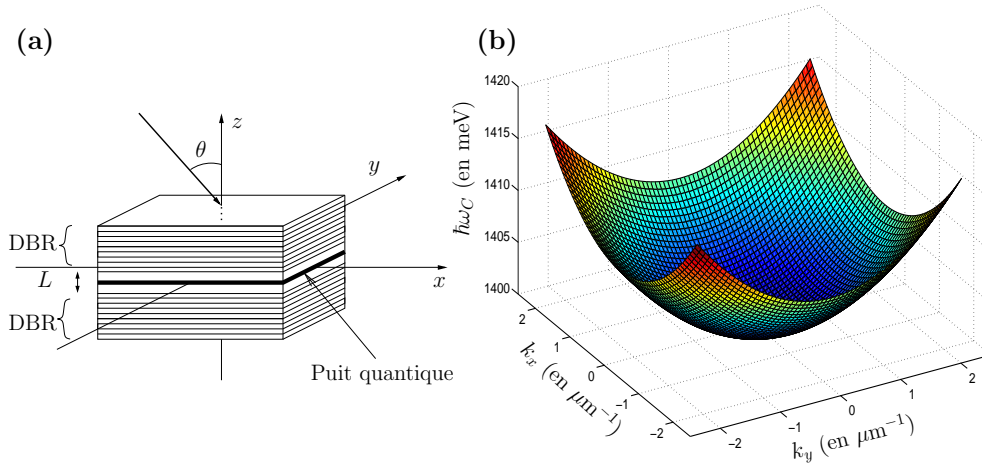 (a)
z
θ
y
DBR
L
x
DBR
Puit quantique
(b)
1420
1415
1410
1405
1400
ħω_C (en meV)
2
1
0
−1
−2
k_x (en μm⁻¹)
−2
−1
0
1
2
k_y (en μm⁻¹)